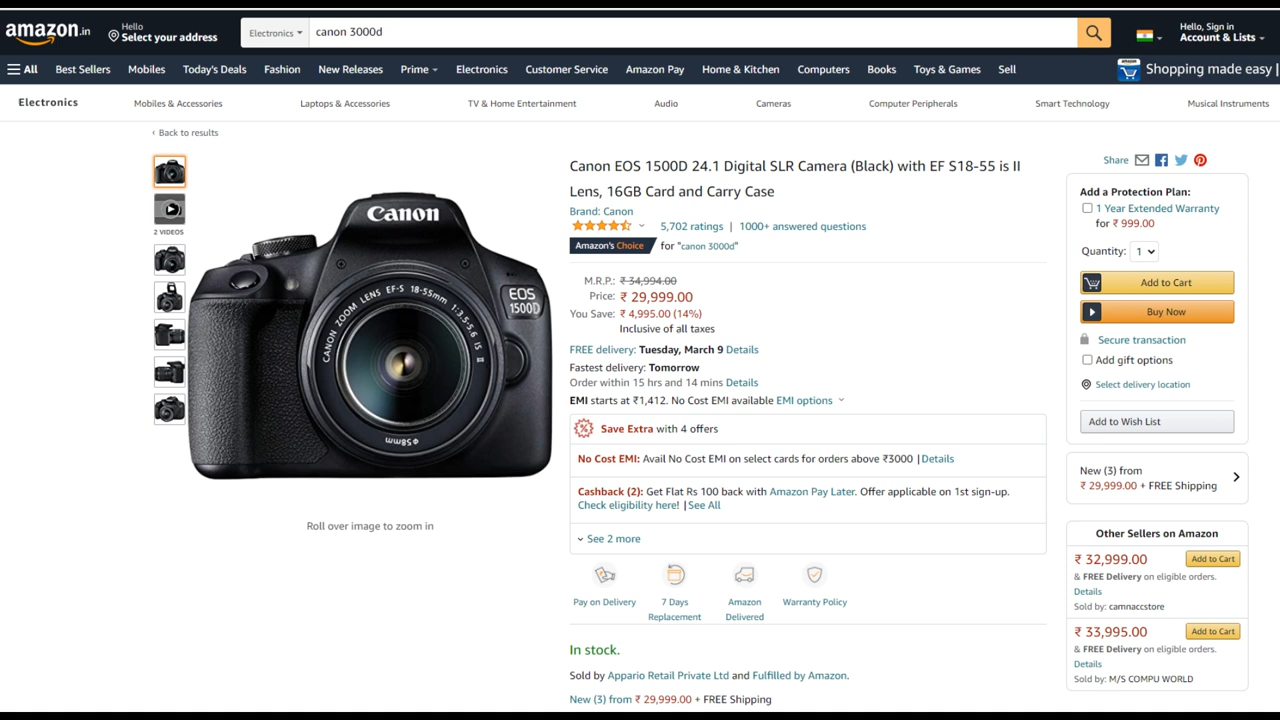 amazon.in
Hello
Select your address
Electronics
canon 3000d
Hello, Sign in
Account & Lists
All
Best Sellers
Mobiles
Today's Deals
Fashion
New Releases
Prime
Electronics
Customer Service
Amazon Pay
Home & Kitchen
Computers
Books
Toys & Games
Sell
Shopping made easy |
Electronics
Mobiles & Accessories
Laptops & Accessories
TV & Home Entertainment
Audio
Cameras
Computer Peripherals
Smart Technology
Musical Instruments
‹ Back to results
2 VIDEOS
Canon
EOS
1500D
CANON ZOOM LENS EF-S 18-55mm 1:3.5-5.6 IS II
Φ58mm
Roll over image to zoom in
Canon EOS 1500D 24.1 Digital SLR Camera (Black) with EF S18-55 is II
Lens, 16GB Card and Carry Case
Brand: Canon
5,702 ratings | 1000+ answered questions
Amazon's Choice for "canon 3000d"
M.R.P.: ₹ 34,994.00
Price: ₹ 29,999.00
You Save: ₹ 4,995.00 (14%)
Inclusive of all taxes
FREE delivery: Tuesday, March 9 Details
Fastest delivery: Tomorrow
Order within 15 hrs and 14 mins Details
EMI starts at ₹1,412. No Cost EMI available EMI options
Save Extra with 4 offers
No Cost EMI: Avail No Cost EMI on select cards for orders above ₹3000 | Details
Cashback (2): Get Flat Rs 100 back with Amazon Pay Later. Offer applicable on 1st sign-up.
Check eligibility here! | See All
See 2 more
Pay on Delivery
7 Days
Replacement
Amazon
Delivered
Warranty Policy
In stock.
Sold by Appario Retail Private Ltd and Fulfilled by Amazon.
New (3) from ₹ 29,999.00 + FREE Shipping
Share
Add a Protection Plan:
1 Year Extended Warranty
for ₹ 999.00
Quantity: 1
Add to Cart
Buy Now
Secure transaction
Add gift options
Select delivery location
Add to Wish List
New (3) from
₹ 29,999.00 + FREE Shipping
Other Sellers on Amazon
₹ 32,999.00 Add to Cart
& FREE Delivery on eligible orders.
Details
Sold by: camnaccstore
₹ 33,995.00 Add to Cart
& FREE Delivery on eligible orders.
Details
Sold by: M/S COMPU WORLD